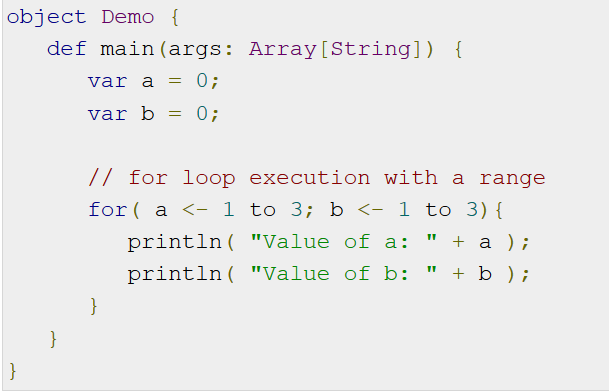 object Demo {
   def main(args: Array[String]) {
      var a = 0;
      var b = 0;

      // for loop execution with a range
      for( a <- 1 to 3; b <- 1 to 3){
         println( "Value of a: " + a );
         println( "Value of b: " + b );
      }
   }
}